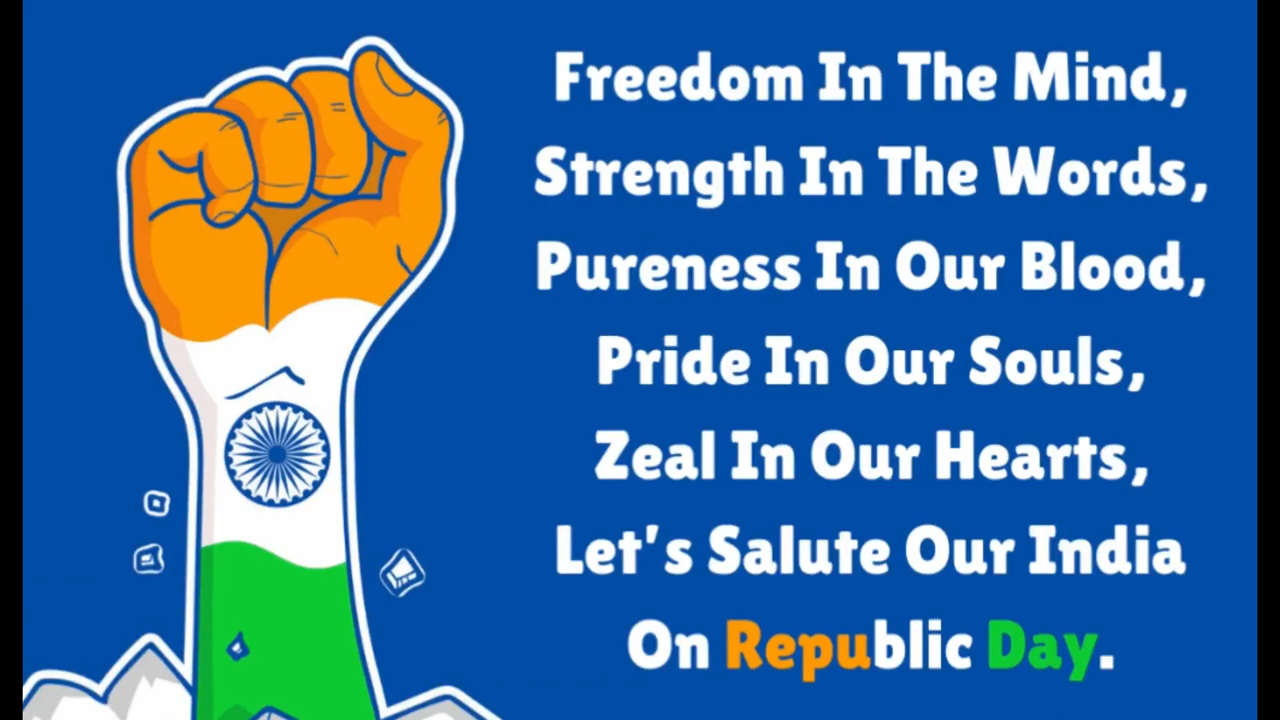 Freedom In The Mind,
Strength In The Words,
Pureness In Our Blood,
Pride In Our Souls,
Zeal In Our Hearts,
Let's Salute Our India
On Republic Day.